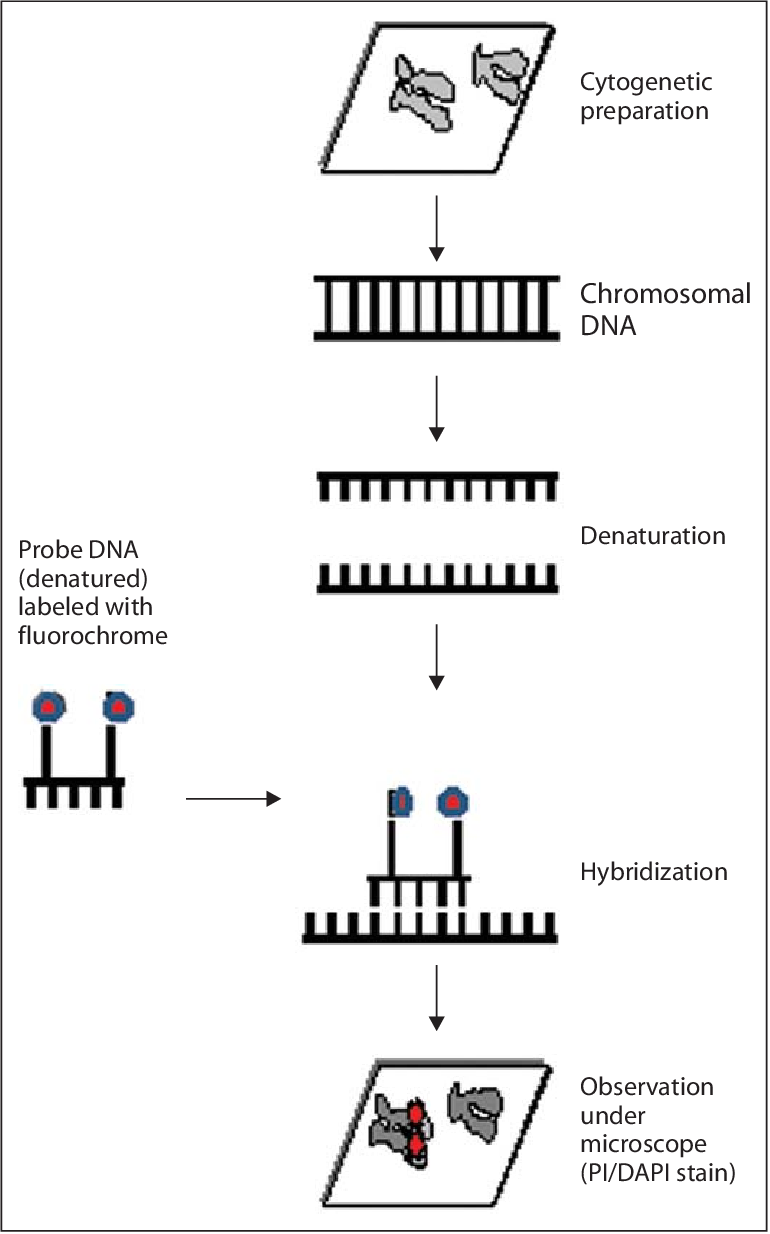 Cytogenetic
preparation
Chromosomal
DNA
Denaturation
Probe DNA
(denatured)
labeled with
fluorochrome
Hybridization
Observation
under
microscope
(PI/DAPI stain)